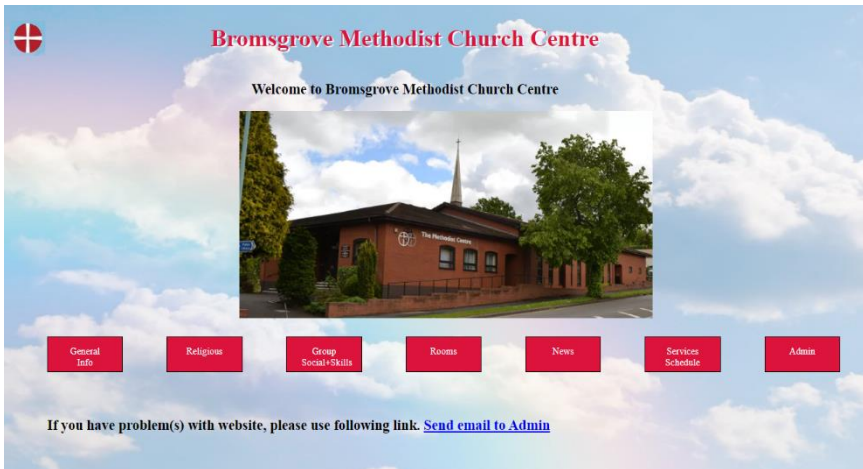 Bromsgrove Methodist Church Centre
Welcome to Bromsgrove Methodist Church Centre
The Methodist Centre
General
Info
Religious
Group
Social+Skills
Rooms
News
Services
Schedule
Admin
If you have problem(s) with website, please use following link. Send email to Admin